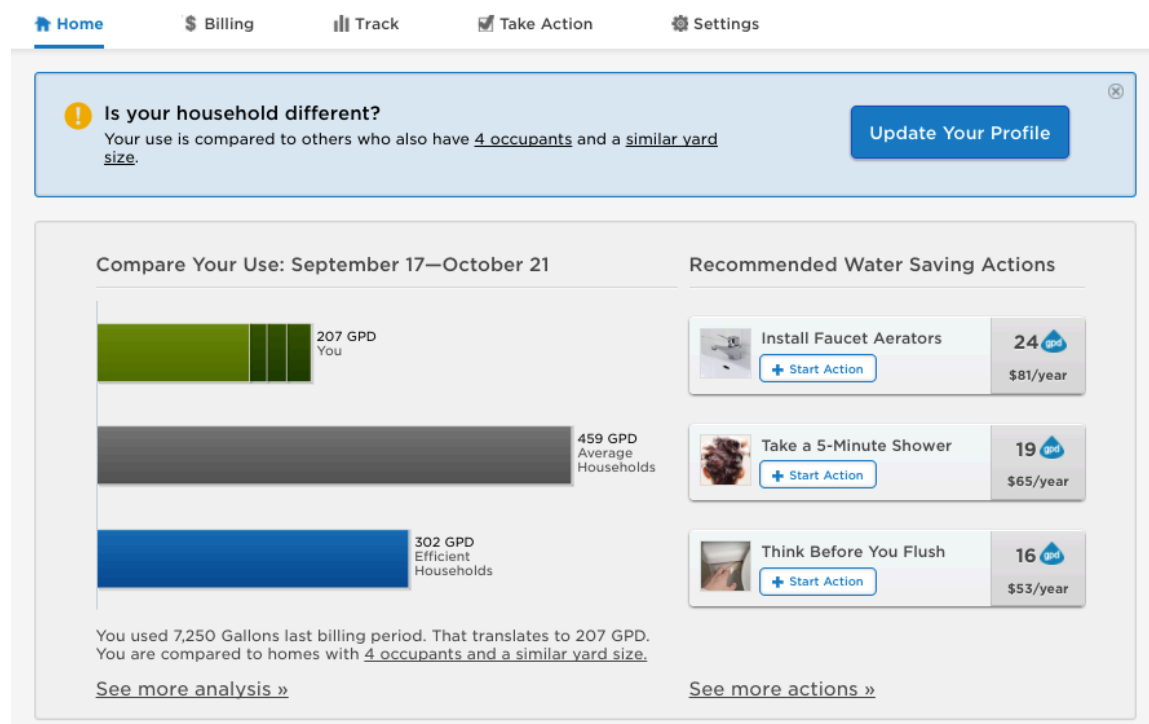 Home
$ Billing
Track
Take Action
Settings
Is your household different?
Your use is compared to others who also have 4 occupants and a similar yard
size.
Update Your Profile
Compare Your Use: September 17—October 21
207 GPD
You
459 GPD
Average
Households
302 GPD
Efficient
Households
You used 7,250 Gallons last billing period. That translates to 207 GPD.
You are compared to homes with 4 occupants and a similar yard size.
See more analysis »
Recommended Water Saving Actions
Install Faucet Aerators
+ Start Action
24 gpd
$81/year
Take a 5-Minute Shower
+ Start Action
19 gpd
$65/year
Think Before You Flush
+ Start Action
16 gpd
$53/year
See more actions »